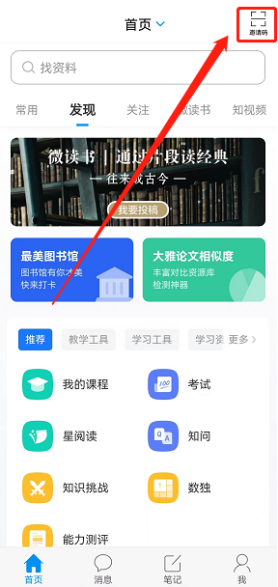 首页
邀请码
找资料
常用 发现 关注 微读书 知视频
微读书 | 通过片段读经典
往来成古今
我要投稿
最美图书馆
图书馆有你才美
快来打卡
大雅论文相似度
丰富对比资源库
检测神器
推荐 教学工具 学习工具 学习资 更多
我的课程 考试
星阅读 知问
知识挑战 数独
能力测评
首页 消息 笔记 我